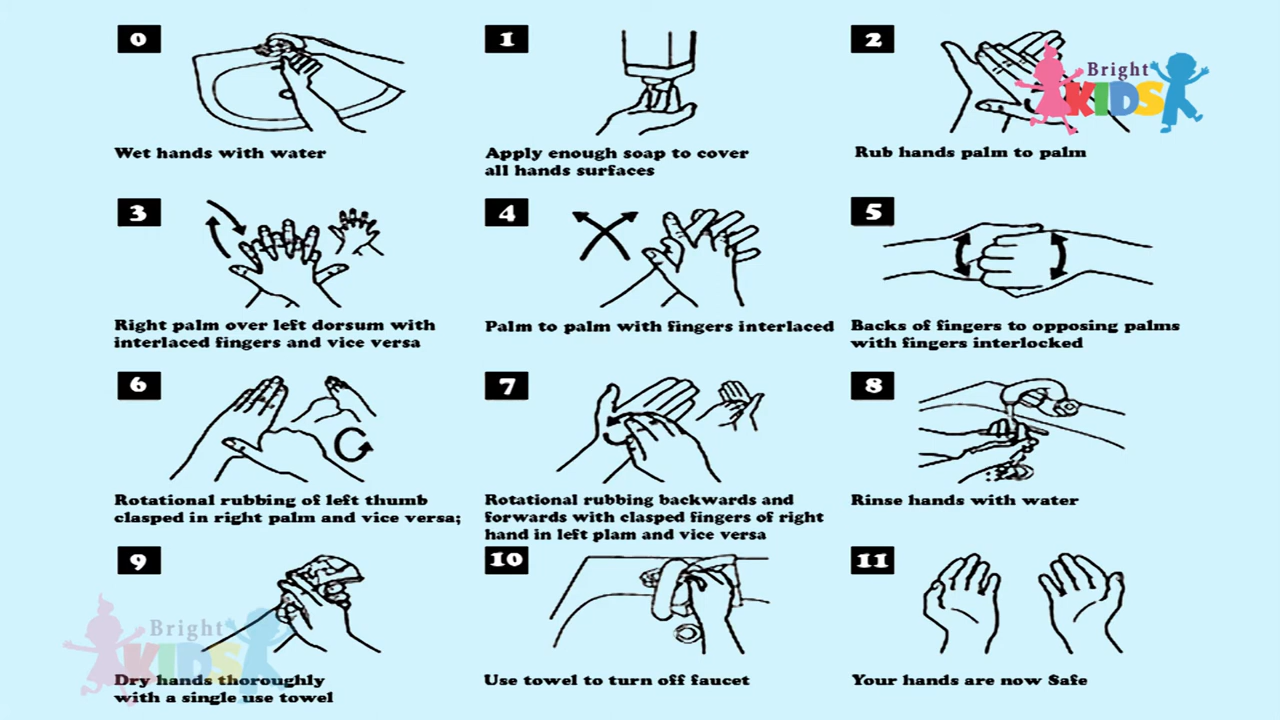 0
Wet hands with water
1
Apply enough soap to cover
all hands surfaces
2
Rub hands palm to palm
Bright
KIDS
3
Right palm over left dorsum with
interlaced fingers and vice versa
4
Palm to palm with fingers interlaced
5
Backs of fingers to opposing palms
with fingers interlocked
6
Rotational rubbing of left thumb
clasped in right palm and vice versa;
7
Rotational rubbing backwards and
forwards with clasped fingers of right
hand in left plam and vice versa
8
Rinse hands with water
9
Dry hands thoroughly
with a single use towel
Bright
KIDS
10
Use towel to turn off faucet
11
Your hands are now Safe